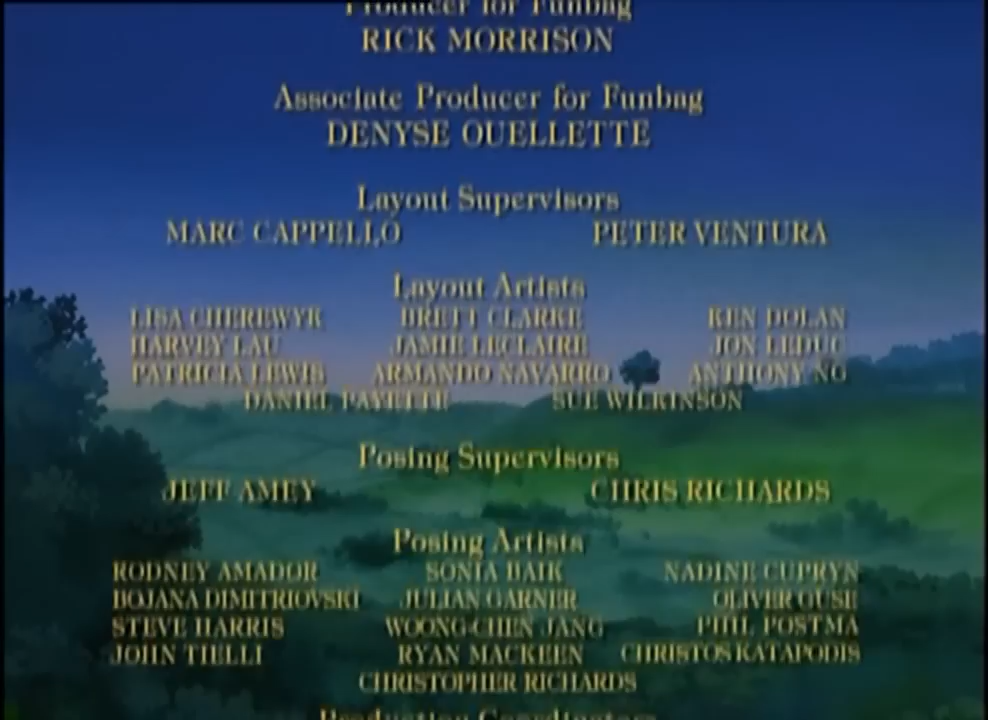 Producer for Funbag
RICK MORRISON
Associate Producer for Funbag
DENYSE OUELLETTE
Layout Supervisors
MARC CAPPELLO PETER VENTURA
Layout Artists
LISA CHEREWYK BRETT CLARKE KEN DOLAN
HARVEY LAU JAMIE LECLAIRE JON LEDUC
PATRICIA LEWIS ARMANDO NAVARRO ANTHONY NG
DANIEL PAYETTE SUE WILKINSON
Posing Supervisors
JEFF AMEY CHRIS RICHARDS
Posing Artists
RODNEY AMADOR SONIA BAIK NADINE CUPRYN
BOJANA DIMITRIOVSKI JULIAN GARNER OLIVER
STEVE HARRIS WOONG-CHEN JANG PHIL POSTMA
JOHN TIELLI RYAN MACKEEN CHRISTOS KATAPODIS
CHRISTOPHER RICHARDS
Production Coordinators